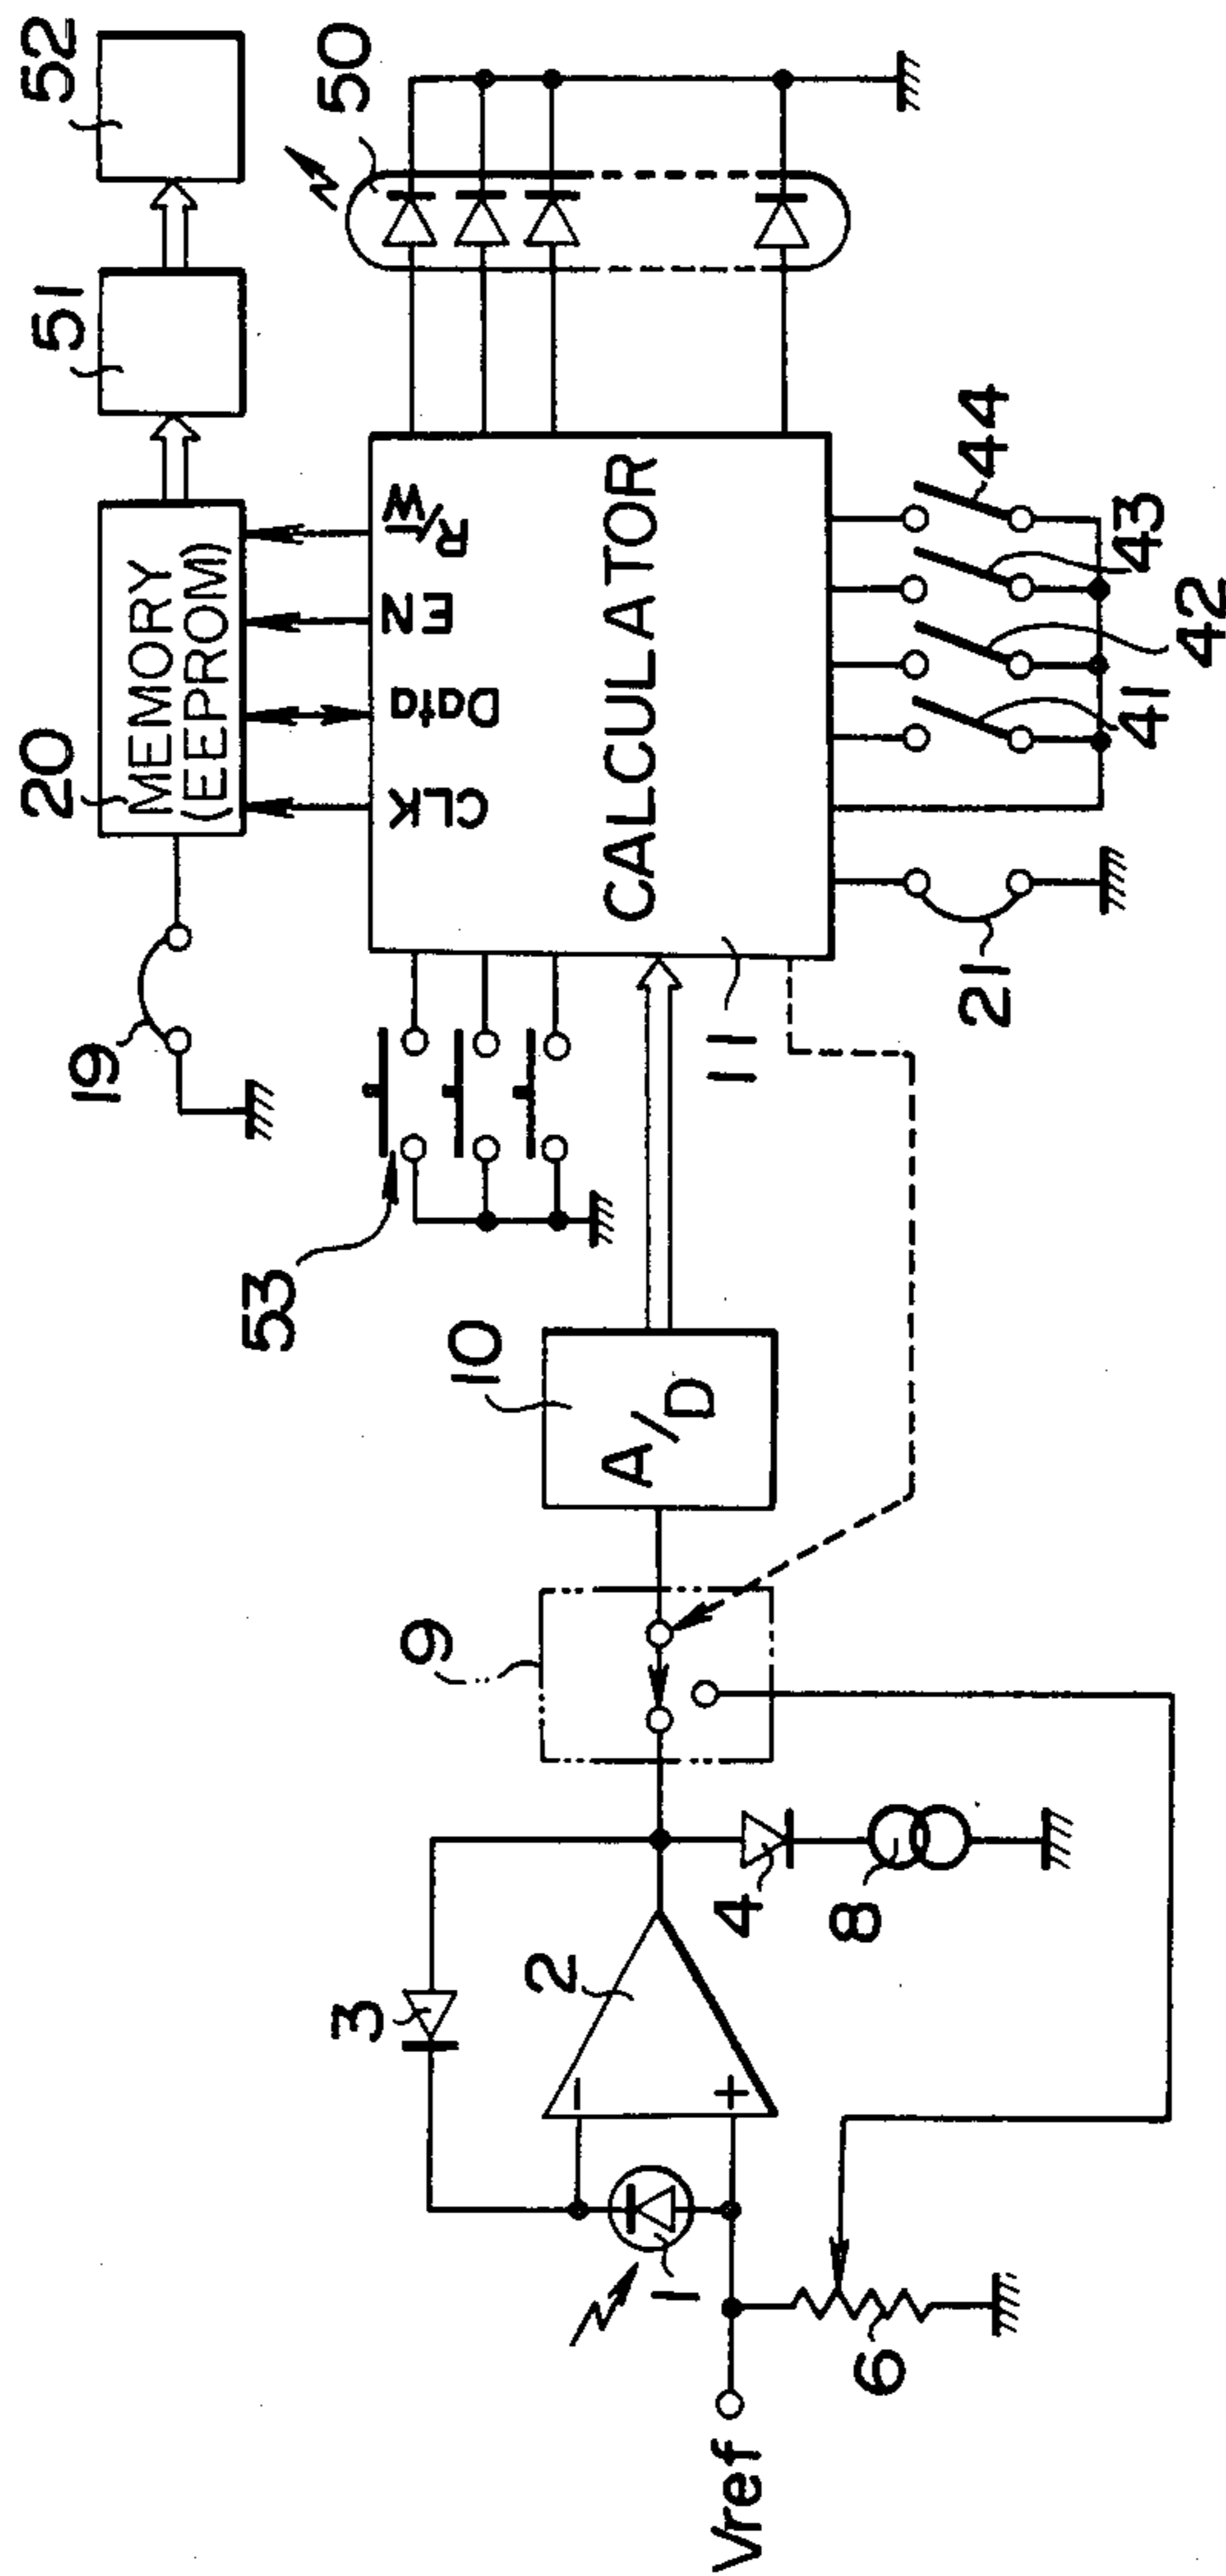 52
51
20
MEMORY
(EEPROM)
19
CLK
Data
EN
R/W
CALCULATOR
11
50
53
44
43
42
41
21
10
A/D
9
3
2
−
+
4
8
1
6
Vref